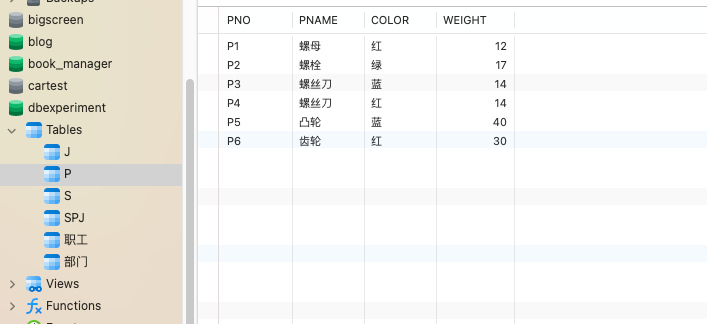 Backups
bigscreen
blog
book_manager
cartest
dbexperiment
Tables
J
P
S
SPJ
职工
部门
Views
Functions
PNO PNAME COLOR WEIGHT
P1 螺母 红 12
P2 螺栓 绿 17
P3 螺丝刀 蓝 14
P4 螺丝刀 红 14
P5 凸轮 蓝 40
P6 齿轮 红 30